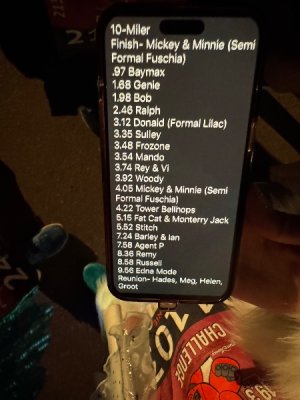 10-Miler
Finish- Mickey & Minnie (Semi
Formal Fuschia)
.97 Baymax
1.68 Genie
1.98 Bob
2.46 Ralph
3.12 Donald (Formal Lilac)
3.35 Sulley
3.48 Frozone
3.54 Mando
3.74 Rey & Vi
3.92 Woody
4.05 Mickey & Minnie (Semi
Formal Fuschia)
4.22 Tower Bellhops
5.15 Fat Cat & Monterry Jack
5.52 Stitch
7.24 Barley & Ian
7.58 Agent P
8.36 Remy
8.58 Russell
9.56 Edna Mode
Reunion- Hades, Meg, Helen,
Groot
CHALLENGE